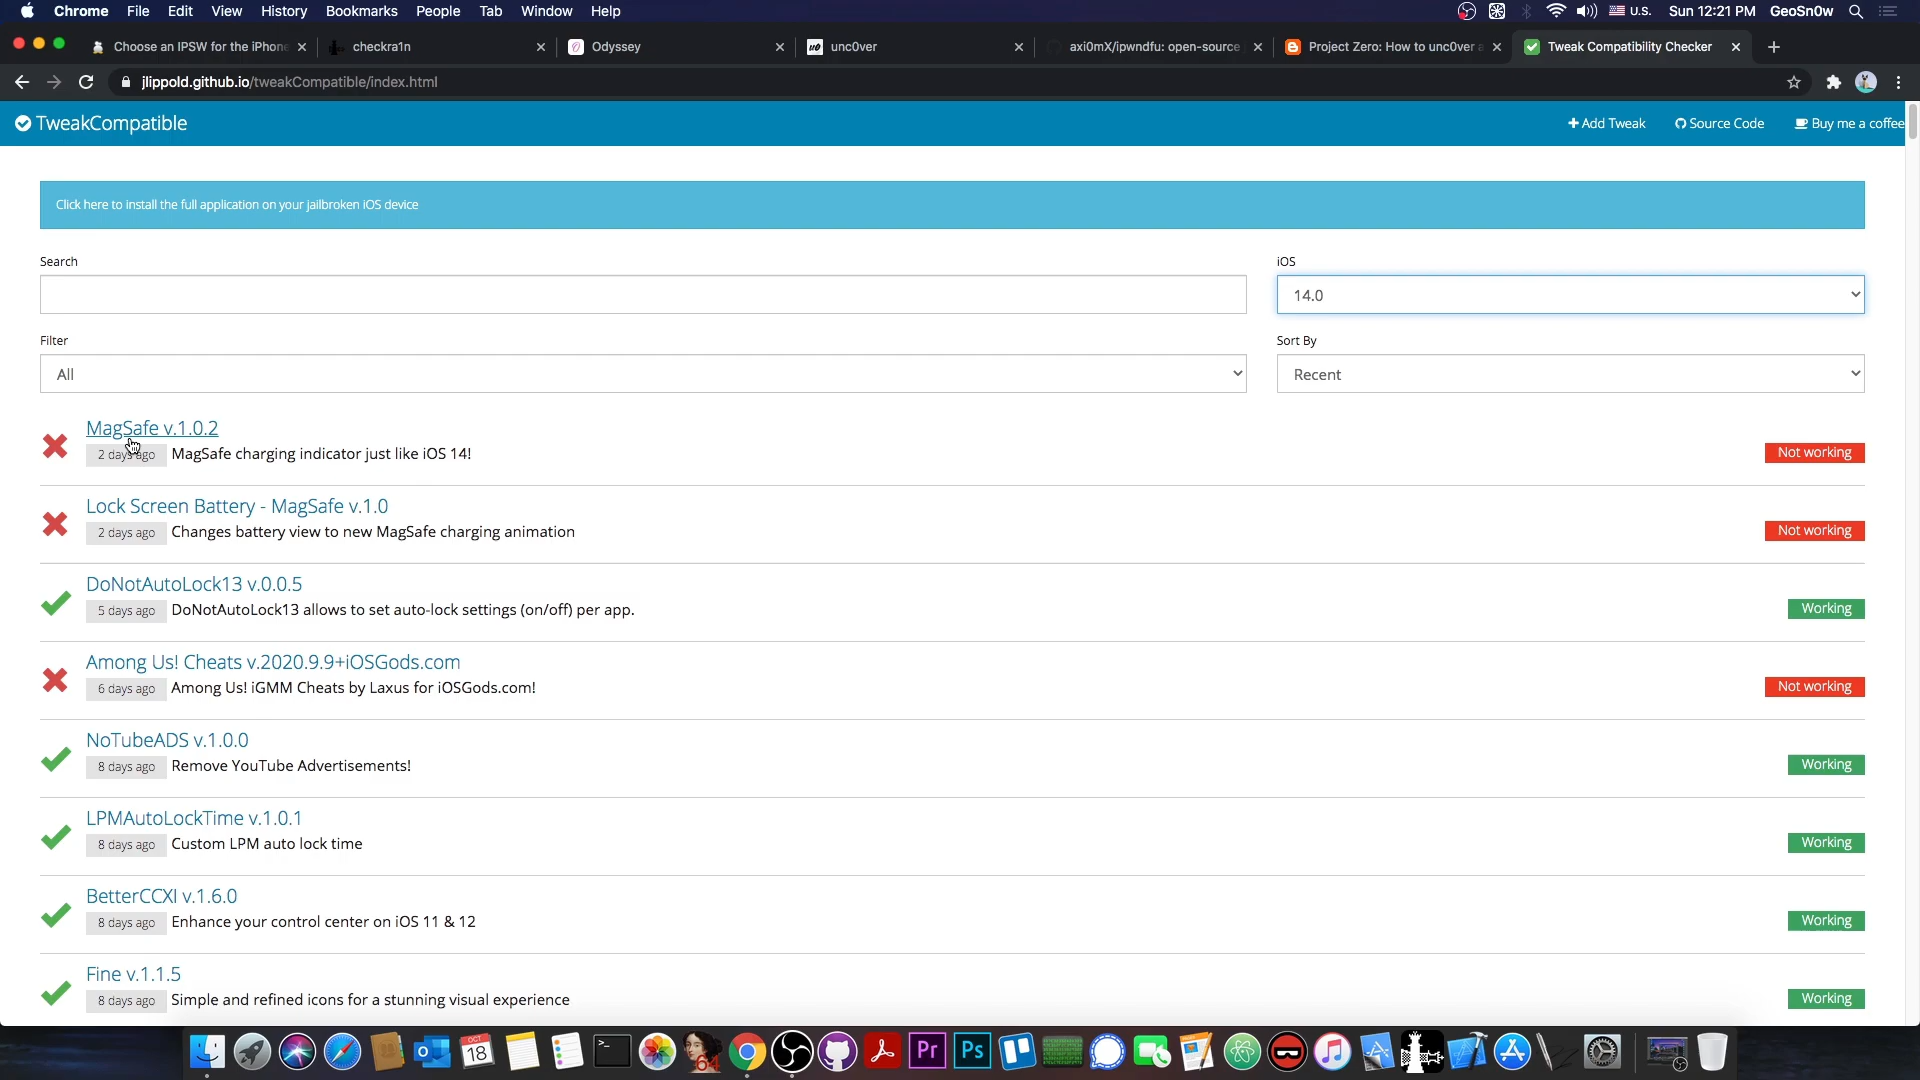 Chrome File Edit View History Bookmarks People Tab Window Help U.S. Sun 12:21 PM GeoSn0w
Choose an IPSW for the iPhone checkra1n Odyssey unc0ver axi0mX/ipwndfu: open-source Project Zero: How to unc0ver a Tweak Compatibility Checker
jlippold.github.io/tweakCompatible/index.html
TweakCompatible Add Tweak Source Code Buy me a coffee
Click here to install the full application on your jailbroken iOS device
Search iOS
14.0
Filter Sort By
All Recent
MagSafe v.1.0.2
2 days ago MagSafe charging indicator just like iOS 14! Not working
Lock Screen Battery - MagSafe v.1.0
2 days ago Changes battery view to new MagSafe charging animation Not working
DoNotAutoLock13 v.0.0.5
5 days ago DoNotAutoLock13 allows to set auto-lock settings (on/off) per app. Working
Among Us! Cheats v.2020.9.9+iOSGods.com
6 days ago Among Us! iGMM Cheats by Laxus for iOSGods.com! Not working
NoTubeADS v.1.0.0
8 days ago Remove YouTube Advertisements! Working
LPMAutoLockTime v.1.0.1
8 days ago Custom LPM auto lock time Working
BetterCCXI v.1.6.0
8 days ago Enhance your control center on iOS 11 & 12 Working
Fine v.1.1.5
8 days ago Simple and refined icons for a stunning visual experience Working
OCT
18
64
Pr
Ps